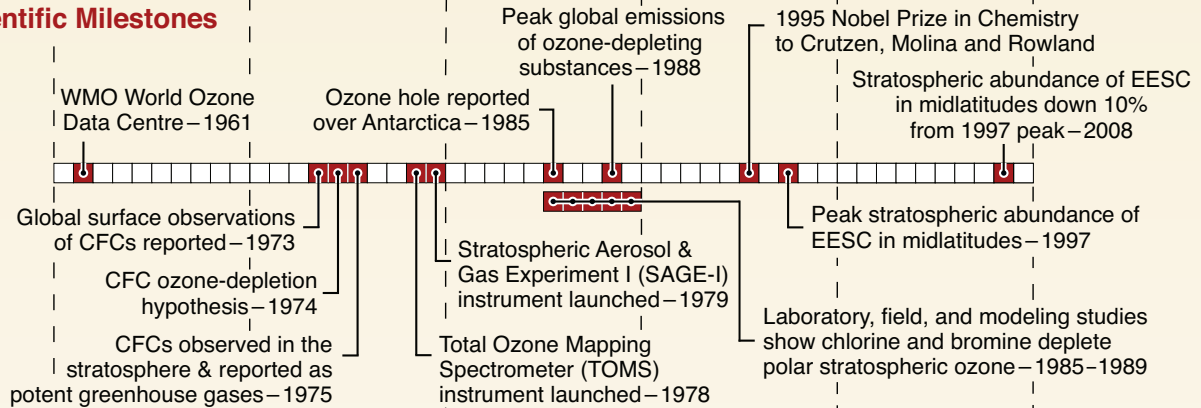 entific Milestones
WMO World Ozone
Data Centre–1961
Ozone hole reported
over Antarctica–1985
Peak global emissions
of ozone-depleting
substances–1988
1995 Nobel Prize in Chemistry
to Crutzen, Molina and Rowland
Stratospheric abundance of EESC
in midlatitudes down 10%
from 1997 peak–2008
Global surface observations
of CFCs reported–1973
CFC ozone-depletion
hypothesis–1974
CFCs observed in the
stratosphere & reported as
potent greenhouse gases–1975
Stratospheric Aerosol &
Gas Experiment I (SAGE-I)
instrument launched–1979
Total Ozone Mapping
Spectrometer (TOMS)
instrument launched–1978
Peak stratospheric abundance of
EESC in midlatitudes–1997
Laboratory, field, and modeling studies
show chlorine and bromine deplete
polar stratospheric ozone–1985-1989